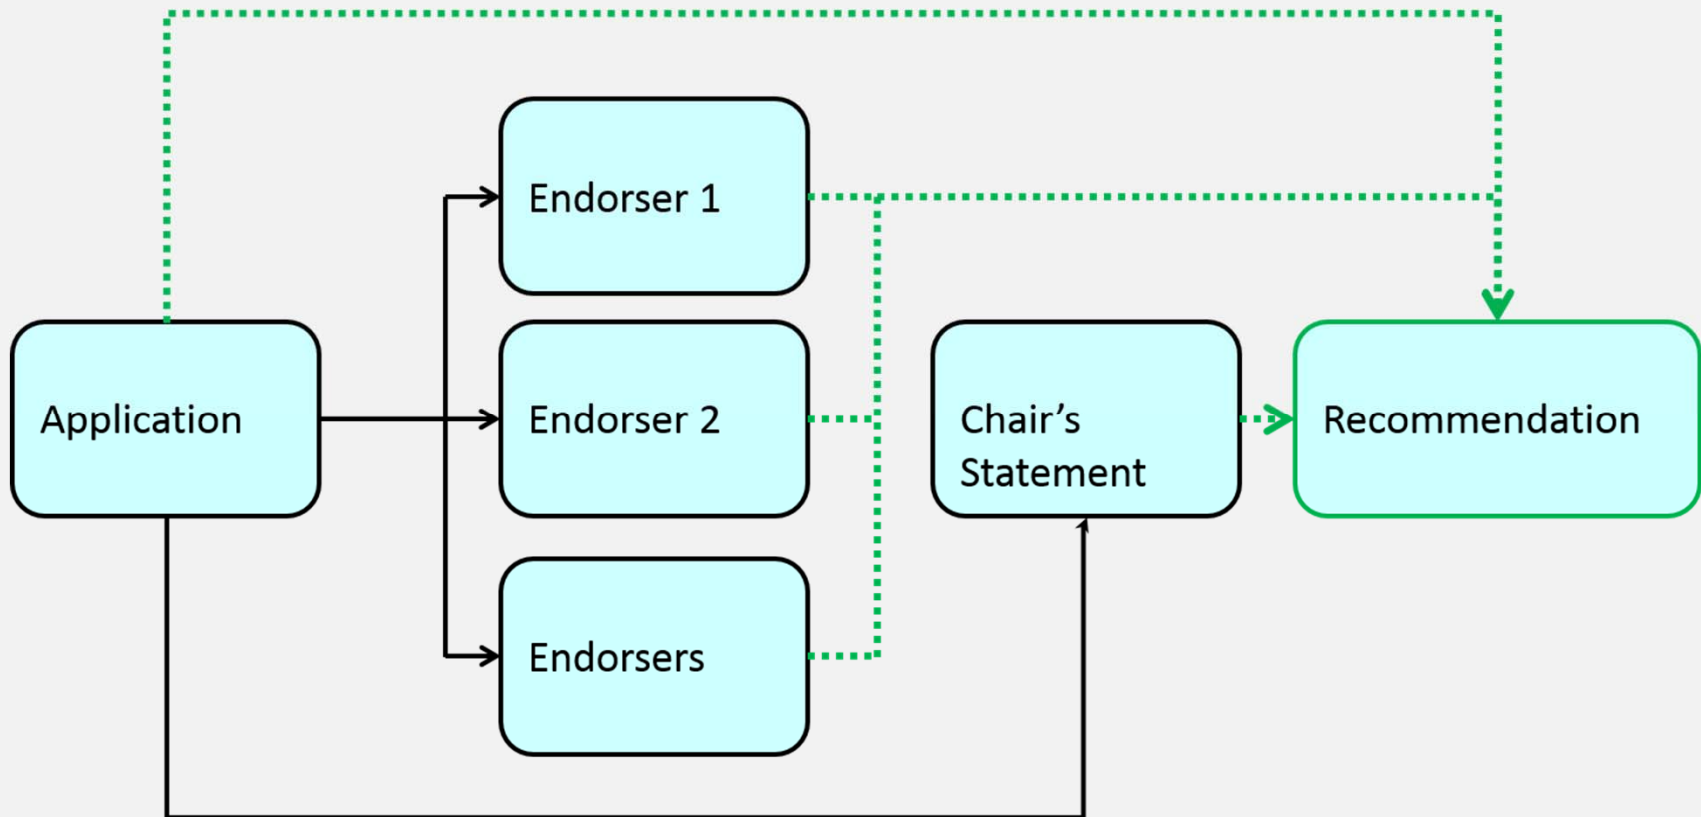 Endorser 1
Application
Endorser 2
Chair’s
Statement
Recommendation
Endorsers